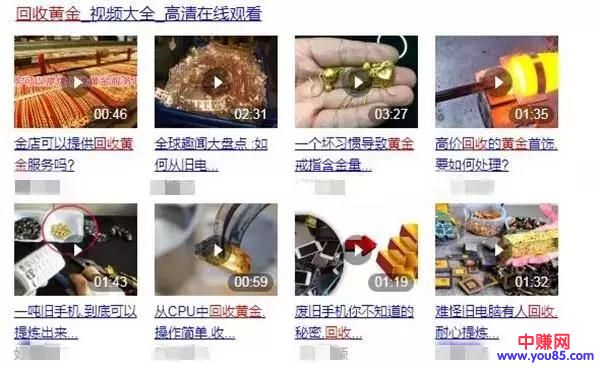 回收黄金_视频大全_高清在线观看
00:46
02:31
03:27
01:35
金店可以提供回收黄
金服务吗?
全球趣闻大盘点:如
何从旧电...
一个坏习惯导致黄金
戒指含金量...
高价回收的黄金首饰.
要如何处理?
01:43
00:59
01:19
01:32
一吨旧手机.到底可以
提炼出来...
从CPU中回收黄金.
操作简单.收...
废旧手机你不知道的
秘密.回收...
难怪旧电脑有人回收.
耐心提炼...
中赚网
www.you85.com